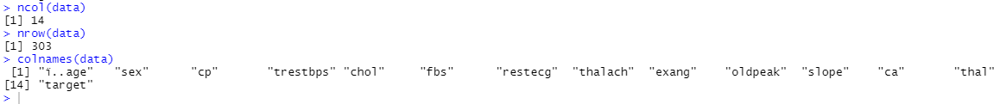 > ncol(data)
[1] 14
> nrow(data)
[1] 303
> colnames(data)
 [1] "ï..age"   "sex"      "cp"       "trestbps" "chol"     "fbs"      "restecg"  "thalach"  "exang"    "oldpeak"  "slope"    "ca"       "thal"
[14] "target"
>